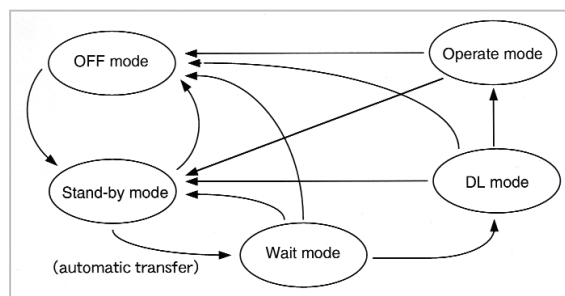 OFF mode
Operate mode
Stand-by mode
DL mode
Wait mode
(automatic transfer)